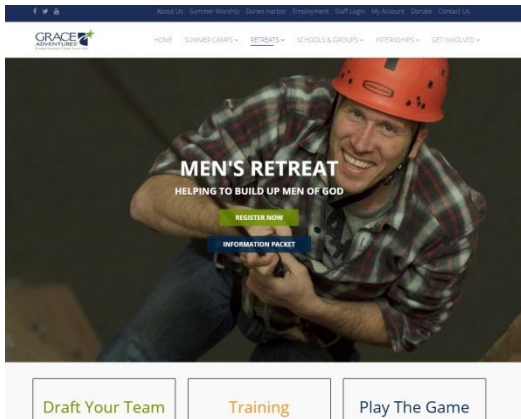 About Us Summer Worship Dunes Harbor Employment Staff Login My Account Donate Contact Us
GRACE
ADVENTURES
HOME SUMMER CAMPS RETREATS SCHOOLS & GROUPS INTERNSHIPS GET INVOLVED
MEN'S RETREAT
HELPING TO BUILD UP MEN OF GOD
REGISTER NOW
INFORMATION PACKET
Draft Your Team Training Play The Game